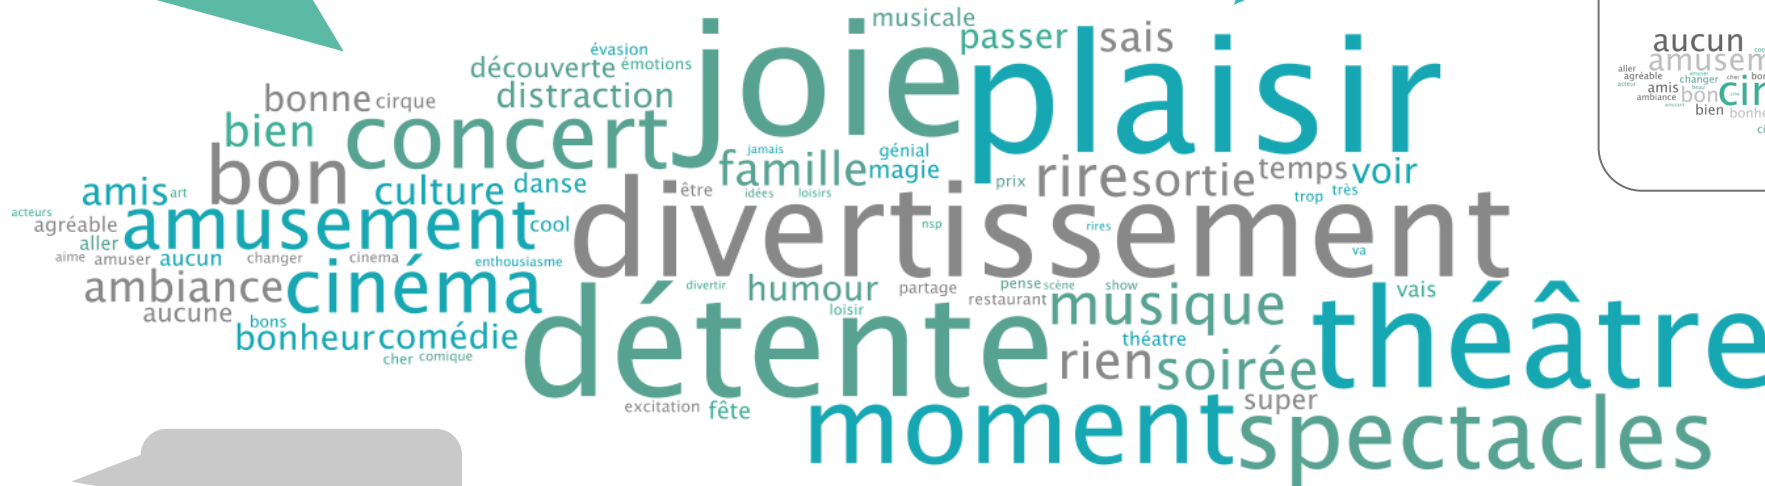 musicale
joie
passer
plaisir
sais
évasion
découverte
émotions
distraction
bonne
cirque
bien
concert
bon
jamais
famille
génial
magie
amis
art
culture
danse
être
idées
loisirs
prix
rire
sortie
temps
voir
trop
très
acteurs
agréable
amusement
cool
divertissement
nsp
rires
va
aller
aime
amuser
aucun
changer
cinema
enthousiasme
ambiance
cinéma
aucune
bons
bonheur
comédie
cher
comique
divertir
humour
loisir
partage
pense
scène
show
restaurant
musique
vais
détente
théatre
théâtre
rien
soirée
excitation
fête
moment
super
spectacles
aucun
amusem
aller
agréable
acteur
changer
cher
amis
ambiance
bon
cir
bien
bonhe